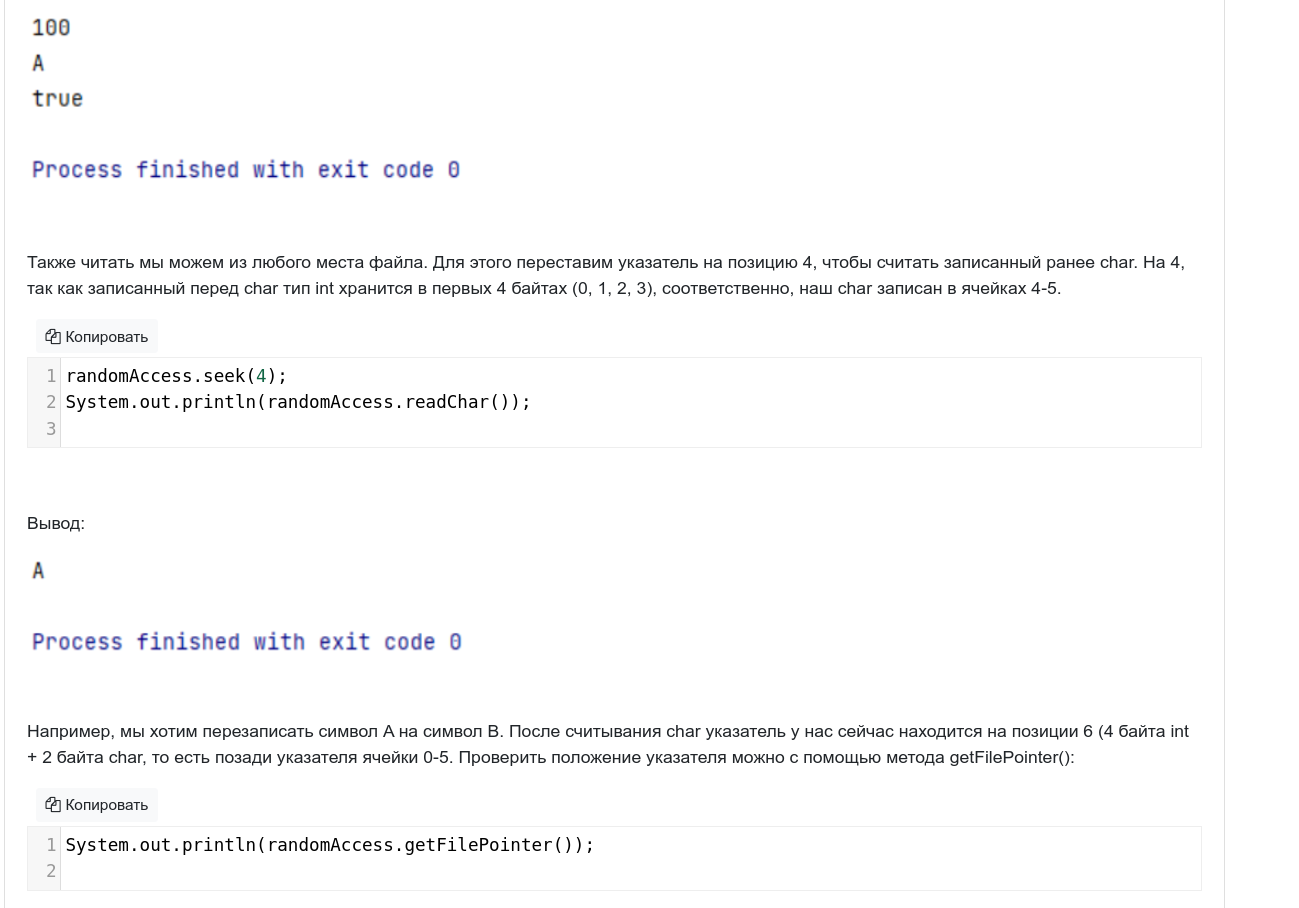 100
A
true
Process finished with exit code 0
Также читать мы можем из любого места файла. Для этого переставим указатель на позицию 4, чтобы считать записанный ранее char. На 4,
так как записанный перед char тип int хранится в первых 4 байтах (0, 1, 2, 3), соответственно, наш char записан в ячейках 4-5.
Копировать
1 randomAccess.seek(4);
2 System.out.println(randomAccess.readChar());
3
Вывод:
A
Process finished with exit code 0
Например, мы хотим перезаписать символ А на символ B. После считывания char указатель у нас сейчас находится на позиции 6 (4 байта int
+ 2 байта char, то есть позади указателя ячейки 0-5. Проверить положение указателя можно с помощью метода getFilePointer():
Копировать
1 System.out.println(randomAccess.getFilePointer());
2